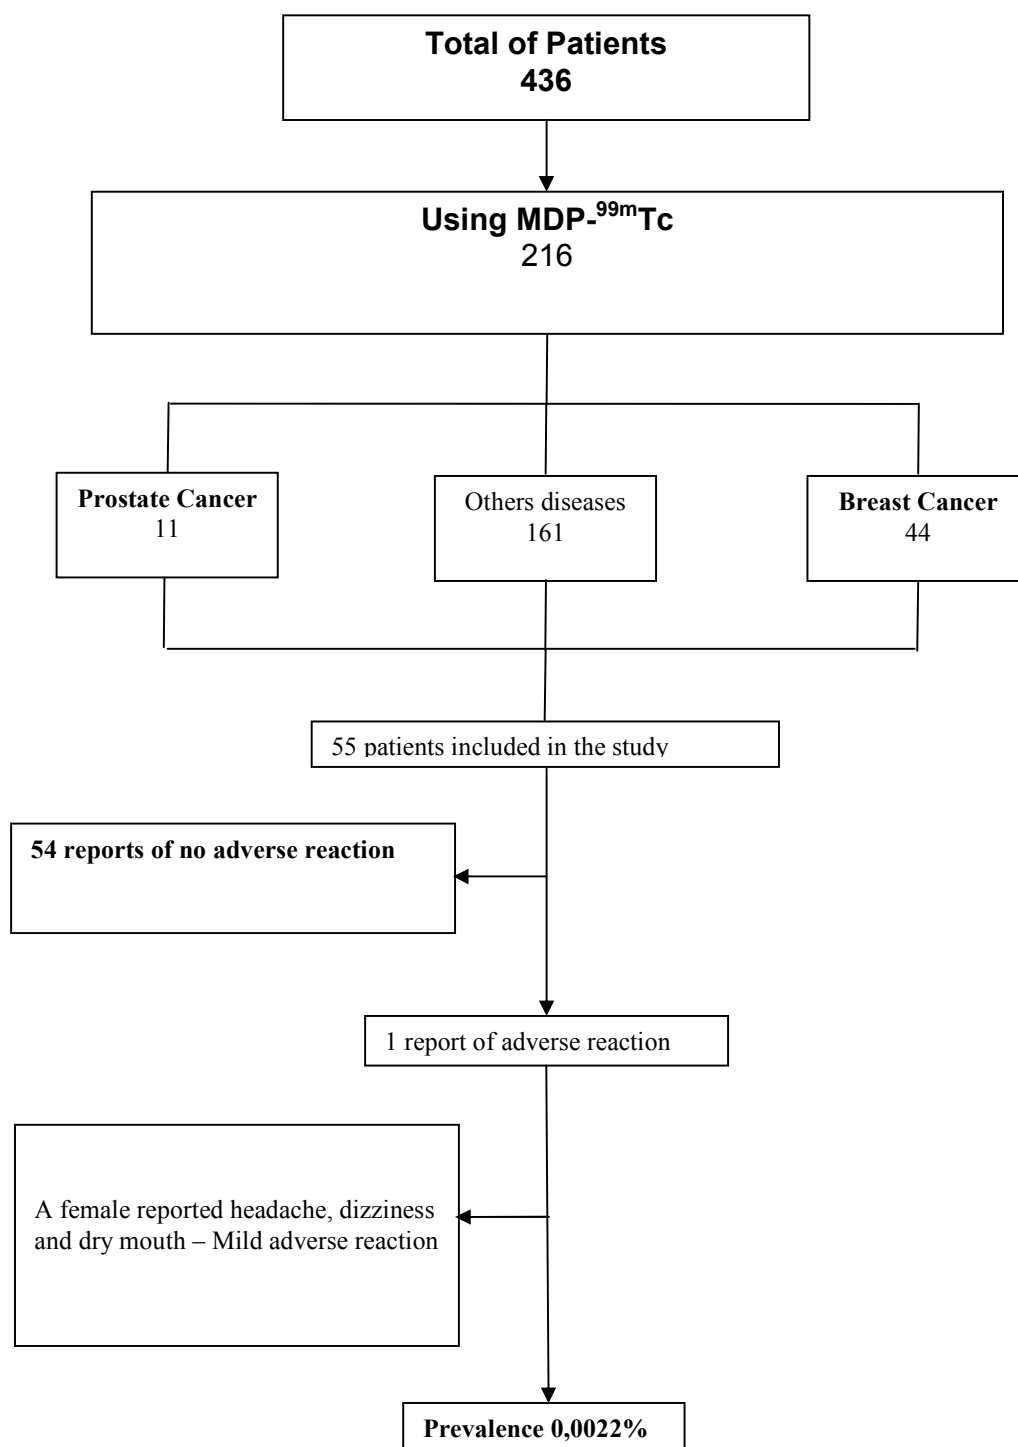 Total of Patients
436
Using MDP-⁹⁹ᵐTc
216
Prostate Cancer
11
Others diseases
161
Breast Cancer
44
55 patients included in the study
54 reports of no adverse reaction
1 report of adverse reaction
A female reported headache, dizziness
and dry mouth – Mild adverse reaction
Prevalence 0,0022%